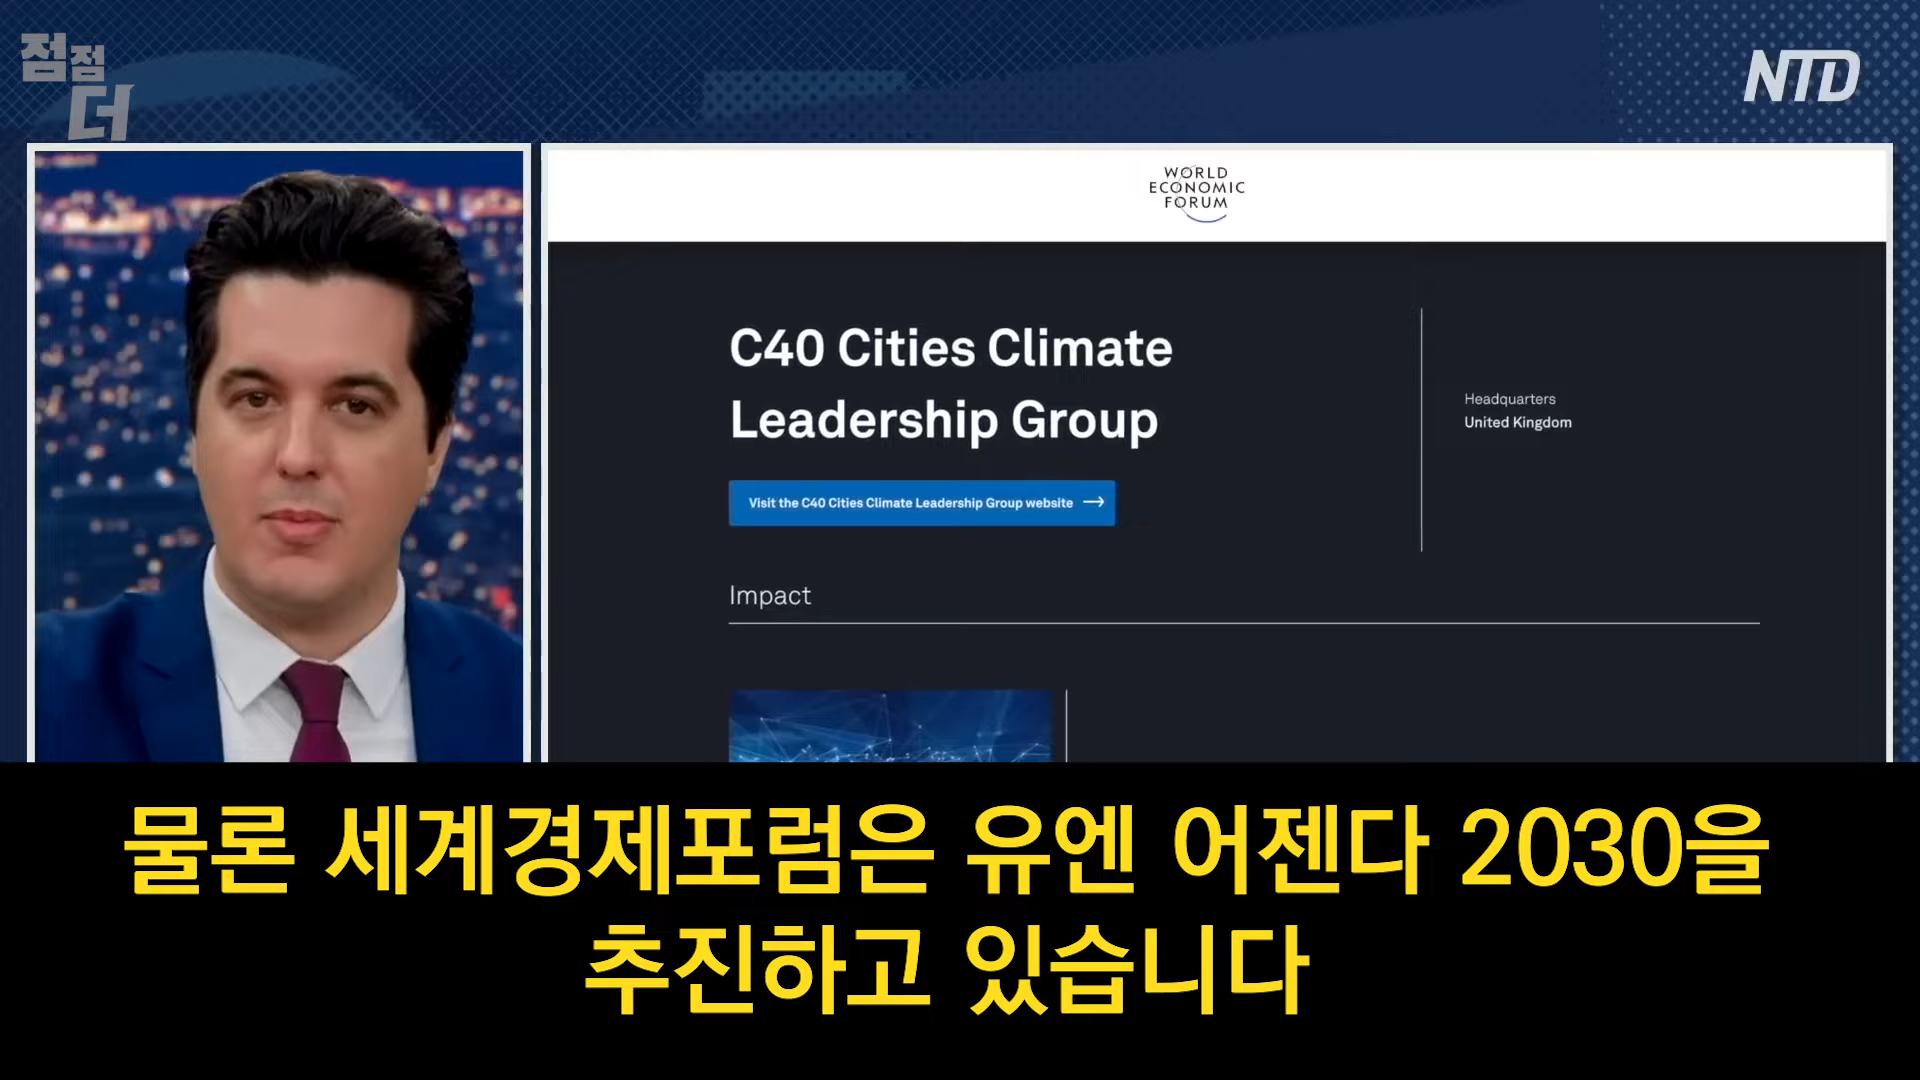 점점
더
NTD
WORLD
ECONOMIC
FORUM
C40 Cities Climate
Leadership Group
Headquarters
United Kingdom
Visit the C40 Cities Climate Leadership Group website
Impact
물론 세계경제포럼은 유엔 어젠다 2030을
추진하고 있습니다